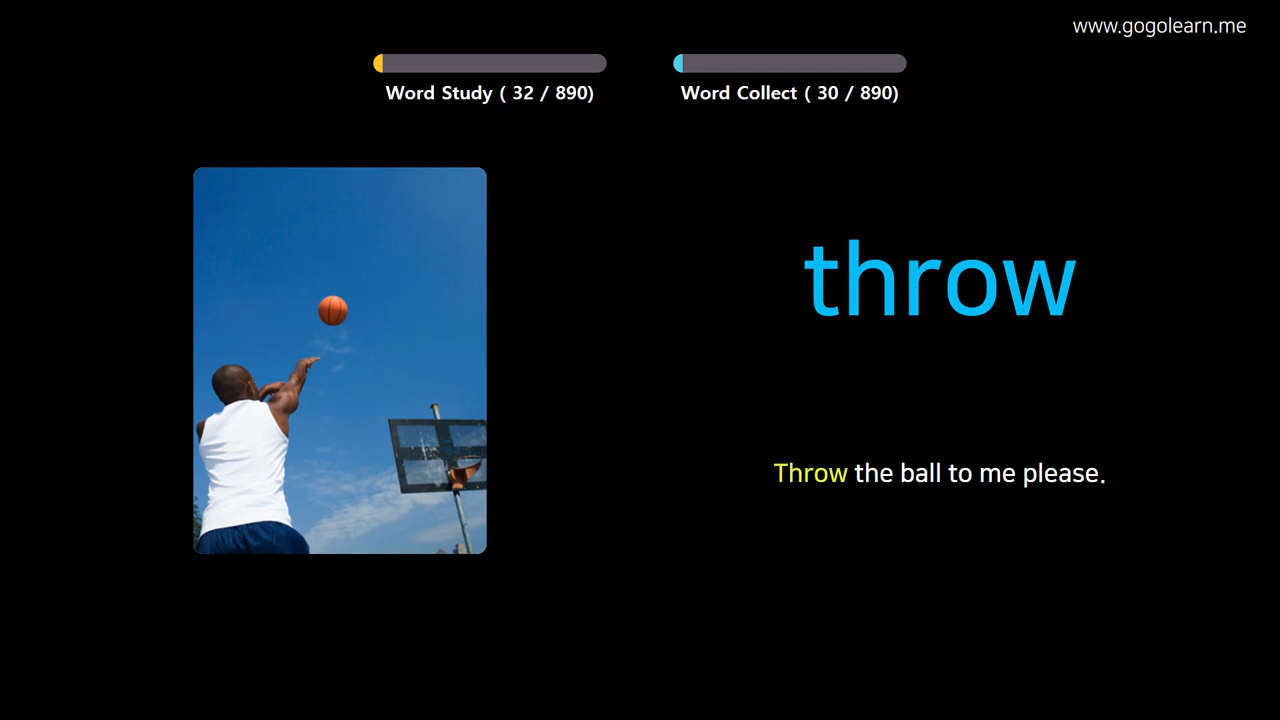 www.gogolearn.me
Word Study ( 32 / 890)
Word Collect ( 30 / 890)
throw
Throw the ball to me please.